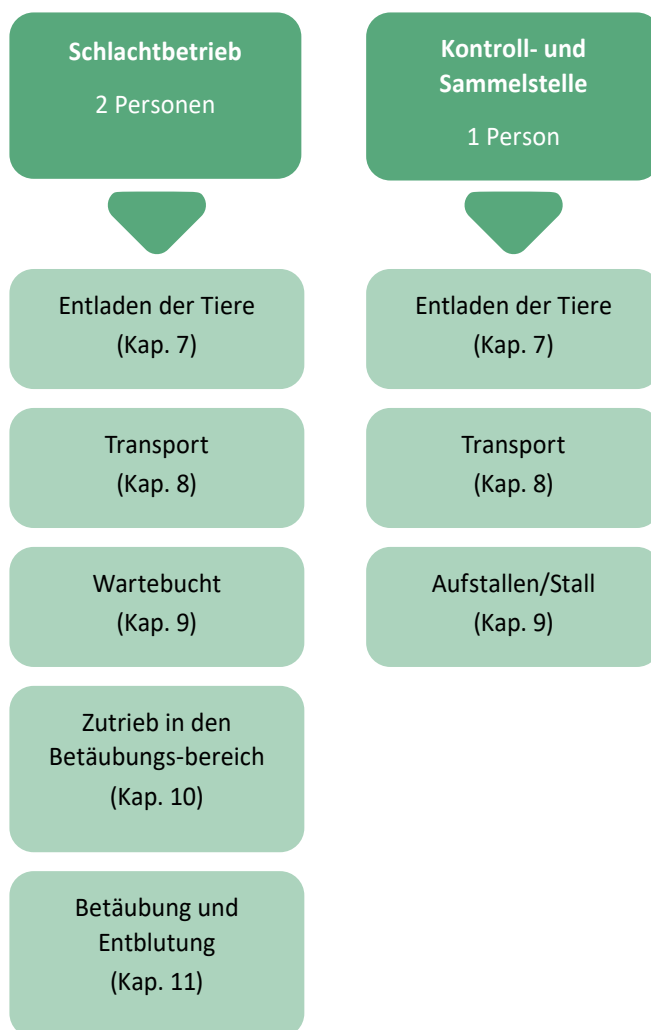 Schlachtbetrieb
2 Personen
Entladen der Tiere
(Kap. 7)
Transport
(Kap. 8)
Wartebucht
(Kap. 9)
Zutrieb in den
Betäubungs-bereich
(Kap. 10)
Betäubung und
Entblutung
(Kap. 11)
Kontroll- und
Sammelstelle
1 Person
Entladen der Tiere
(Kap. 7)
Transport
(Kap. 8)
Aufstallen/Stall
(Kap. 9)